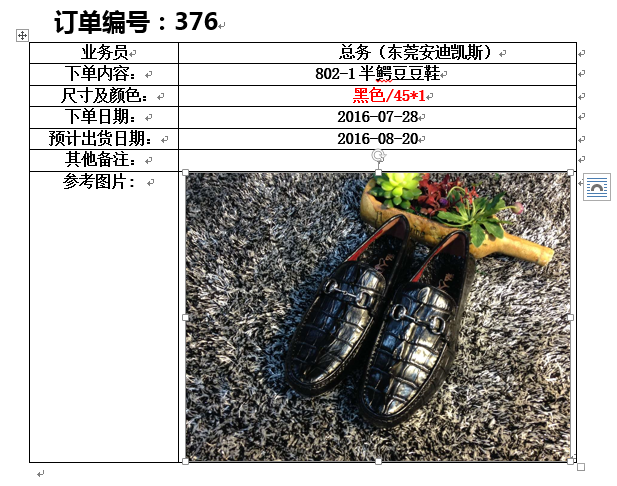 订单编号：376
业务员 总务（东莞安迪凯斯）
下单内容： 802-1半鳄豆豆鞋
尺寸及颜色： 黑色/45*1
下单日期： 2016-07-28
预计出货日期： 2016-08-20
其他备注：
参考图片：